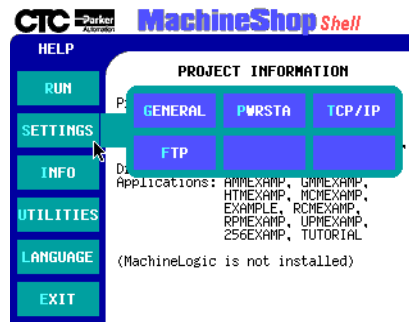 CTC Parker Automation MachineShop Shell
HELP
PROJECT INFORMATION
RUN
GENERAL PWRSTA TCP/IP
SETTINGS
FTP
INFO
Applications: AMMEXAMP, GMMEXAMP,
HTMEXAMP, MCMEXAMP,
EXAMPLE, RCMEXAMP,
UTILITIES
RPMEXAMP, UPMEXAMP,
256EXAMP, TUTORIAL
LANGUAGE
(MachineLogic is not installed)
EXIT